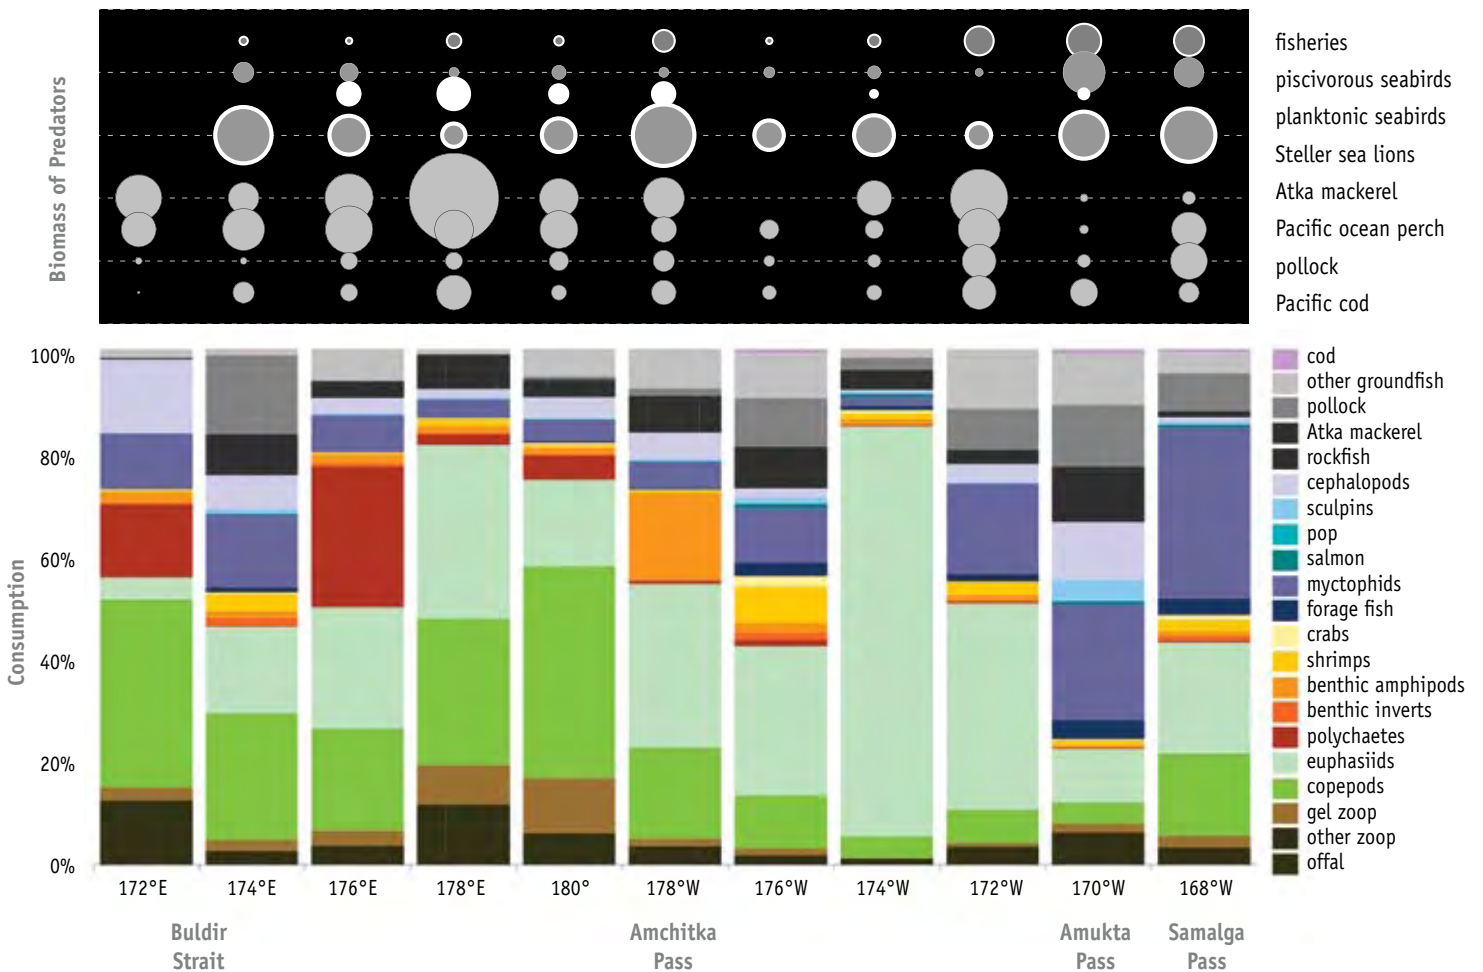 Biomass of Predators
fisheries
piscivorous seabirds
planktonic seabirds
Steller sea lions
Atka mackerel
Pacific ocean perch
pollock
Pacific cod
Consumption
100%
80%
60%
40%
20%
0%
cod
other groundfish
pollock
Atka mackerel
rockfish
cephalopods
sculpins
pop
salmon
myctophids
forage fish
crabs
shrimps
benthic amphipods
benthic inverts
polychaetes
euphasiids
copepods
gel zoop
other zoop
offal
172°E 174°E 176°E 178°E 180° 178°W 176°W 174°W 172°W 170°W 168°W
Buldir
Strait
Amchitka
Pass
Amukta
Pass
Samalga
Pass